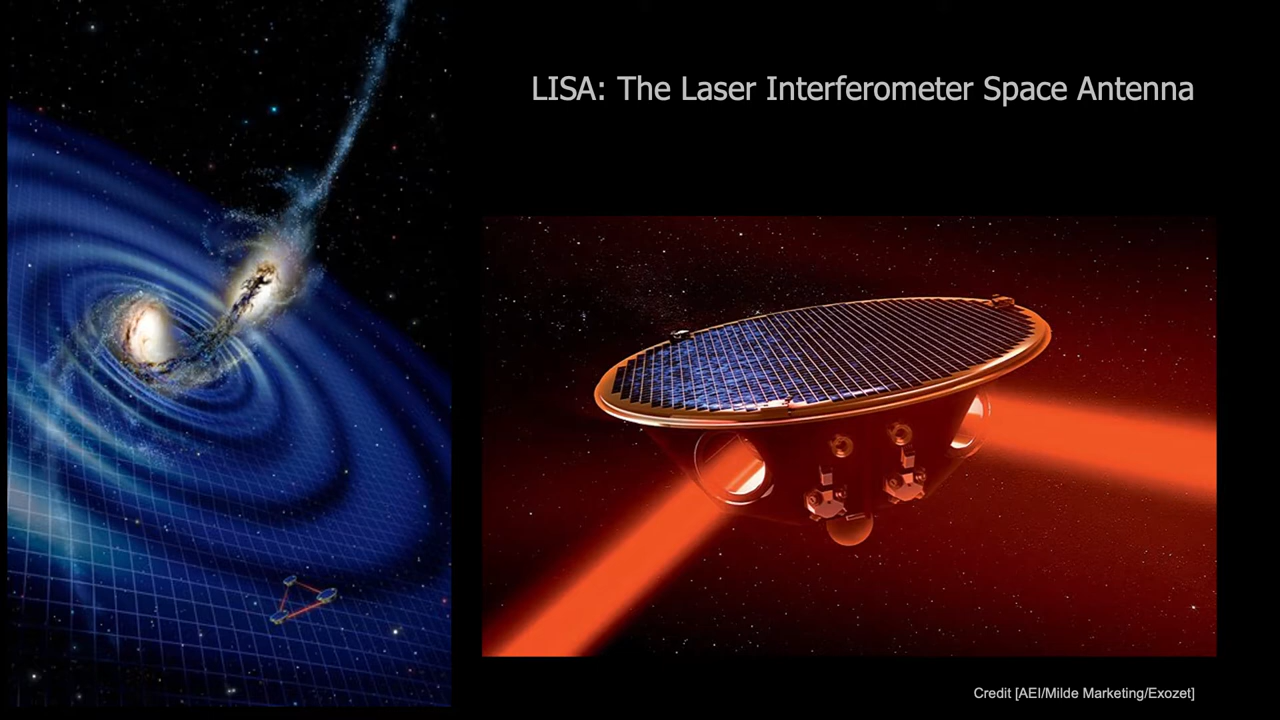 LISA: The Laser Interferometer Space Antenna
Credit [AEI/Milde Marketing/Exozet]